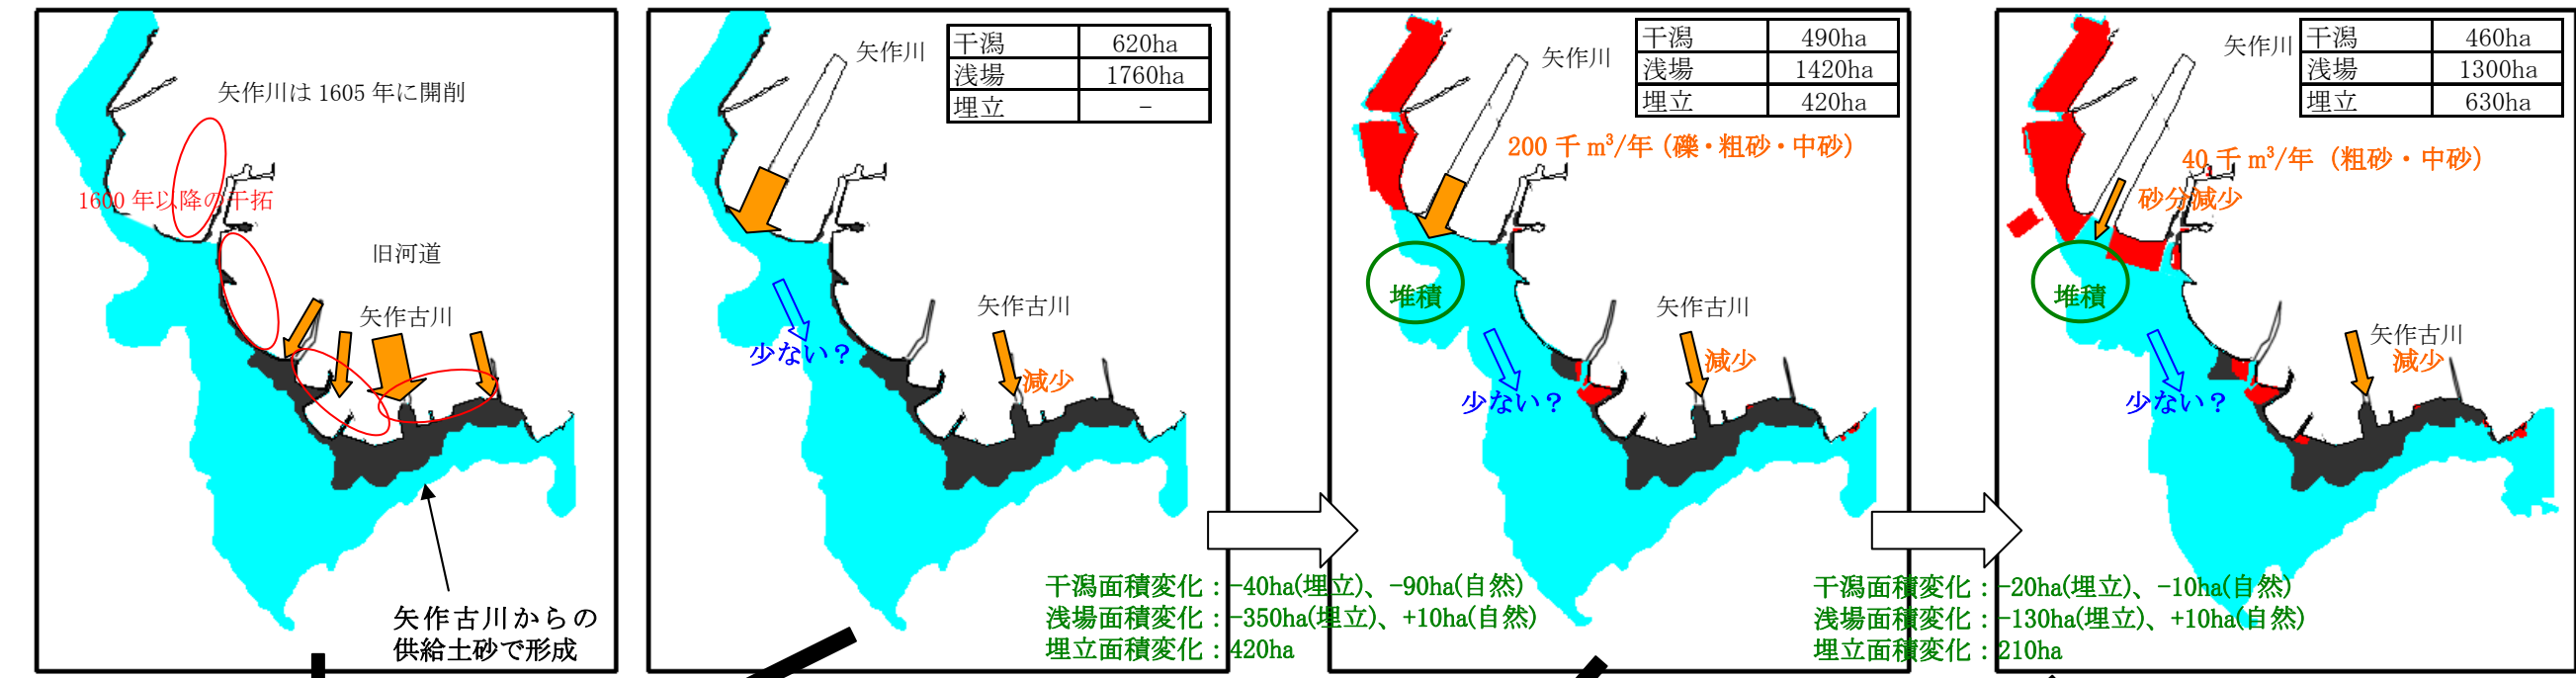 矢作川は 1605 年に開削
1600 年以降の干拓
旧河道
矢作古川
矢作古川からの
供給土砂で形成
矢作川
干潟 620ha
浅場 1760ha
埋立 −
少ない？
矢作古川
減少
干潟面積変化：-40ha(埋立)、-90ha(自然)
浅場面積変化：-350ha(埋立)、+10ha(自然)
埋立面積変化：420ha
矢作川
干潟 490ha
浅場 1420ha
埋立 420ha
200 千 m³/年（礫・粗砂・中砂）
堆積
少ない？
矢作古川
減少
干潟面積変化：-20ha(埋立)、-10ha(自然)
浅場面積変化：-130ha(埋立)、+10ha(自然)
埋立面積変化：210ha
矢作川
干潟 460ha
浅場 1300ha
埋立 630ha
40 千 m³/年（粗砂・中砂）
砂分減少
堆積
少ない？
矢作古川
減少